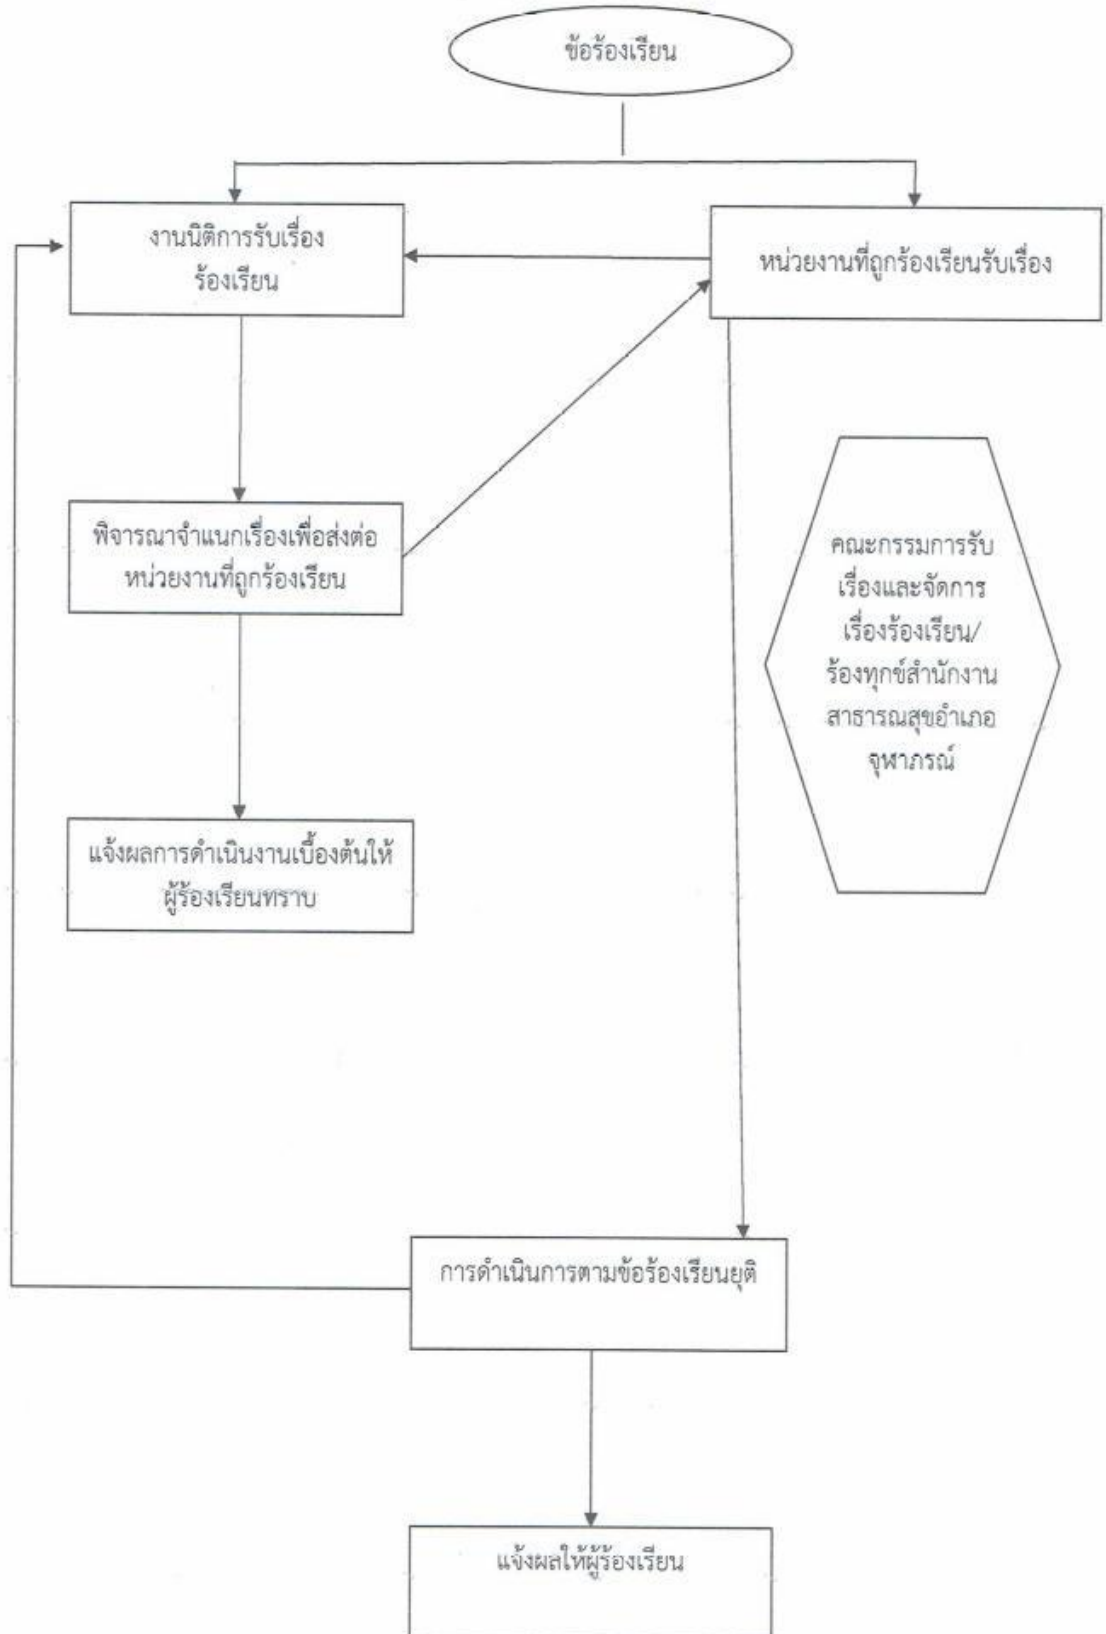 ข้อร้องเรียน
งานนิติการรับเรื่อง
ร้องเรียน
หน่วยงานที่ถูกร้องเรียนรับเรื่อง
พิจารณาจำแนกเรื่องเพื่อส่งต่อ
หน่วยงานที่ถูกร้องเรียน
คณะกรรมการรับ
เรื่องและจัดการ
เรื่องร้องเรียน/
ร้องทุกข์สำนักงาน
สาธารณสุขอำเภอ
จุฬาภรณ์
แจ้งผลการดำเนินงานเบื้องต้นให้
ผู้ร้องเรียนทราบ
การดำเนินการตามข้อร้องเรียนยุติ
แจ้งผลให้ผู้ร้องเรียน